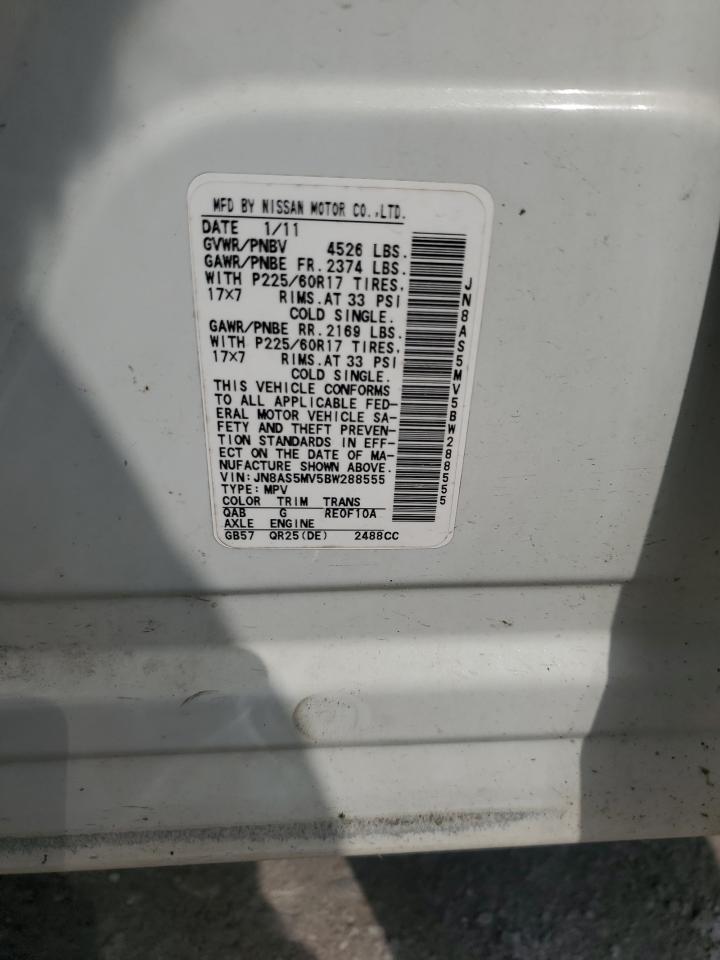 MFD BY NISSAN MOTOR CO.,LTD.
DATE 1/11
GVWR/PNBV 4526 LBS.
GAWR/PNBE FR. 2374 LBS.
WITH P225/60R17 TIRES,
17×7 RIMS.AT 33 PSI
COLD SINGLE.
GAWR/PNBE RR. 2169 LBS.
WITH P225/60R17 TIRES,
17×7 RIMS.AT 33 PSI
COLD SINGLE.
THIS VEHICLE CONFORMS
TO ALL APPLICABLE FED-
ERAL MOTOR VEHICLE SA-
FETY AND THEFT PREVEN-
TION STANDARDS IN EFF-
ECT ON THE DATE OF MA-
NUFACTURE SHOWN ABOVE.
VIN: JN8AS5MV5BW288555
TYPE: MPV
COLOR TRIM TRANS
QAB G RE0F10A
AXLE ENGINE
GB57 QR25(DE) 2488CC
JN8AS5MV5BW288555